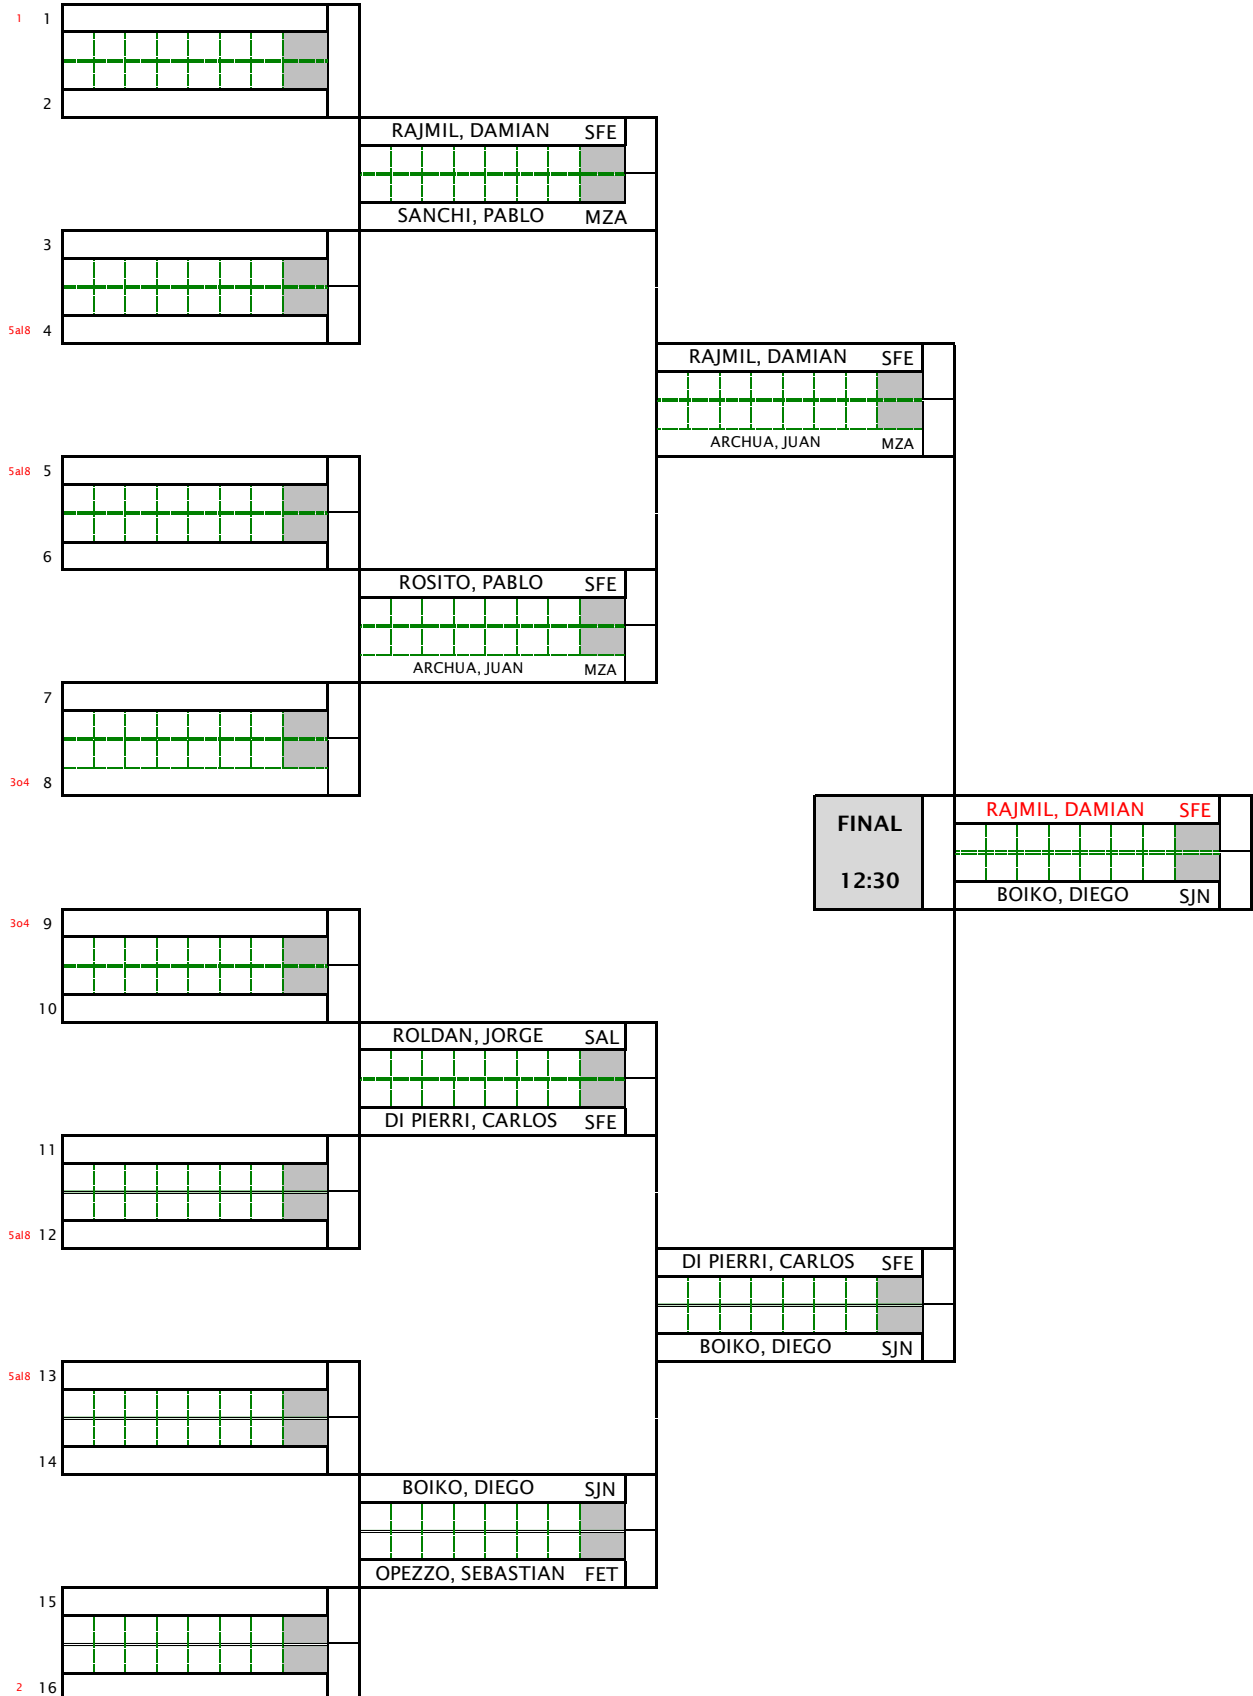 1 1
2
RAJMIL, DAMIAN SFE
SANCHI, PABLO MZA
3
5al8 4
RAJMIL, DAMIAN SFE
ARCHUA, JUAN MZA
5al8 5
6
ROSITO, PABLO SFE
ARCHUA, JUAN MZA
7
3o4 8
FINAL
12:30
RAJMIL, DAMIAN SFE
BOIKO, DIEGO SJN
3o4 9
10
ROLDAN, JORGE SAL
DI PIERRI, CARLOS SFE
11
5al8 12
DI PIERRI, CARLOS SFE
BOIKO, DIEGO SJN
5al8 13
14
BOIKO, DIEGO SJN
OPEZZO, SEBASTIAN FET
15
2 16